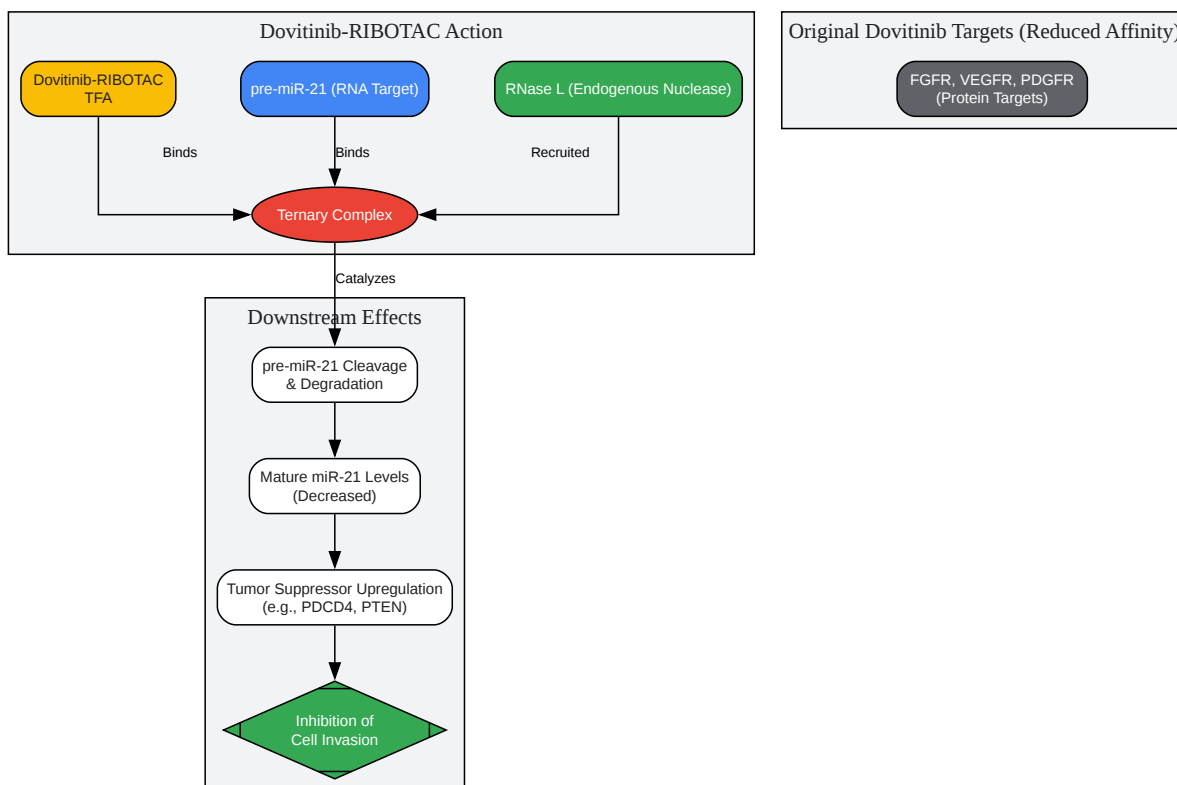 Dovitinib-RIBOTAC Action
Original Dovitinib Targets (Reduced Affinity)
Dovitinib-RIBOTAC
TFA
pre-miR-21 (RNA Target)
RNase L (Endogenous Nuclease)
FGFR, VEGFR, PDGFR
(Protein Targets)
Binds
Binds
Recruited
Ternary Complex
Catalyzes
Downstream Effects
pre-miR-21 Cleavage
& Degradation
Mature miR-21 Levels
(Decreased)
Tumor Suppressor Upregulation
(e.g., PDCD4, PTEN)
Inhibition of
Cell Invasion